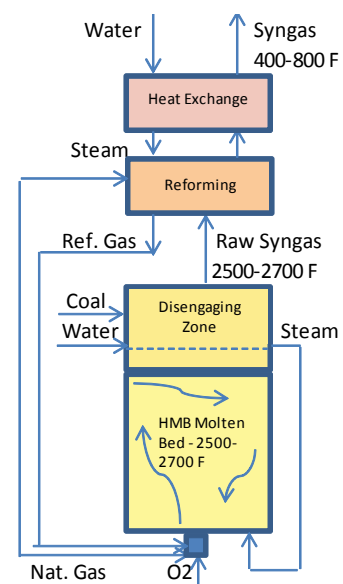 Water
Syngas
400-800 F
Heat Exchange
Steam
Reforming
Ref. Gas
Raw Syngas
2500-2700 F
Coal
Disengaging
Zone
Water
Steam
HMB Molten
Bed - 2500-
2700 F
Nat. Gas
O2